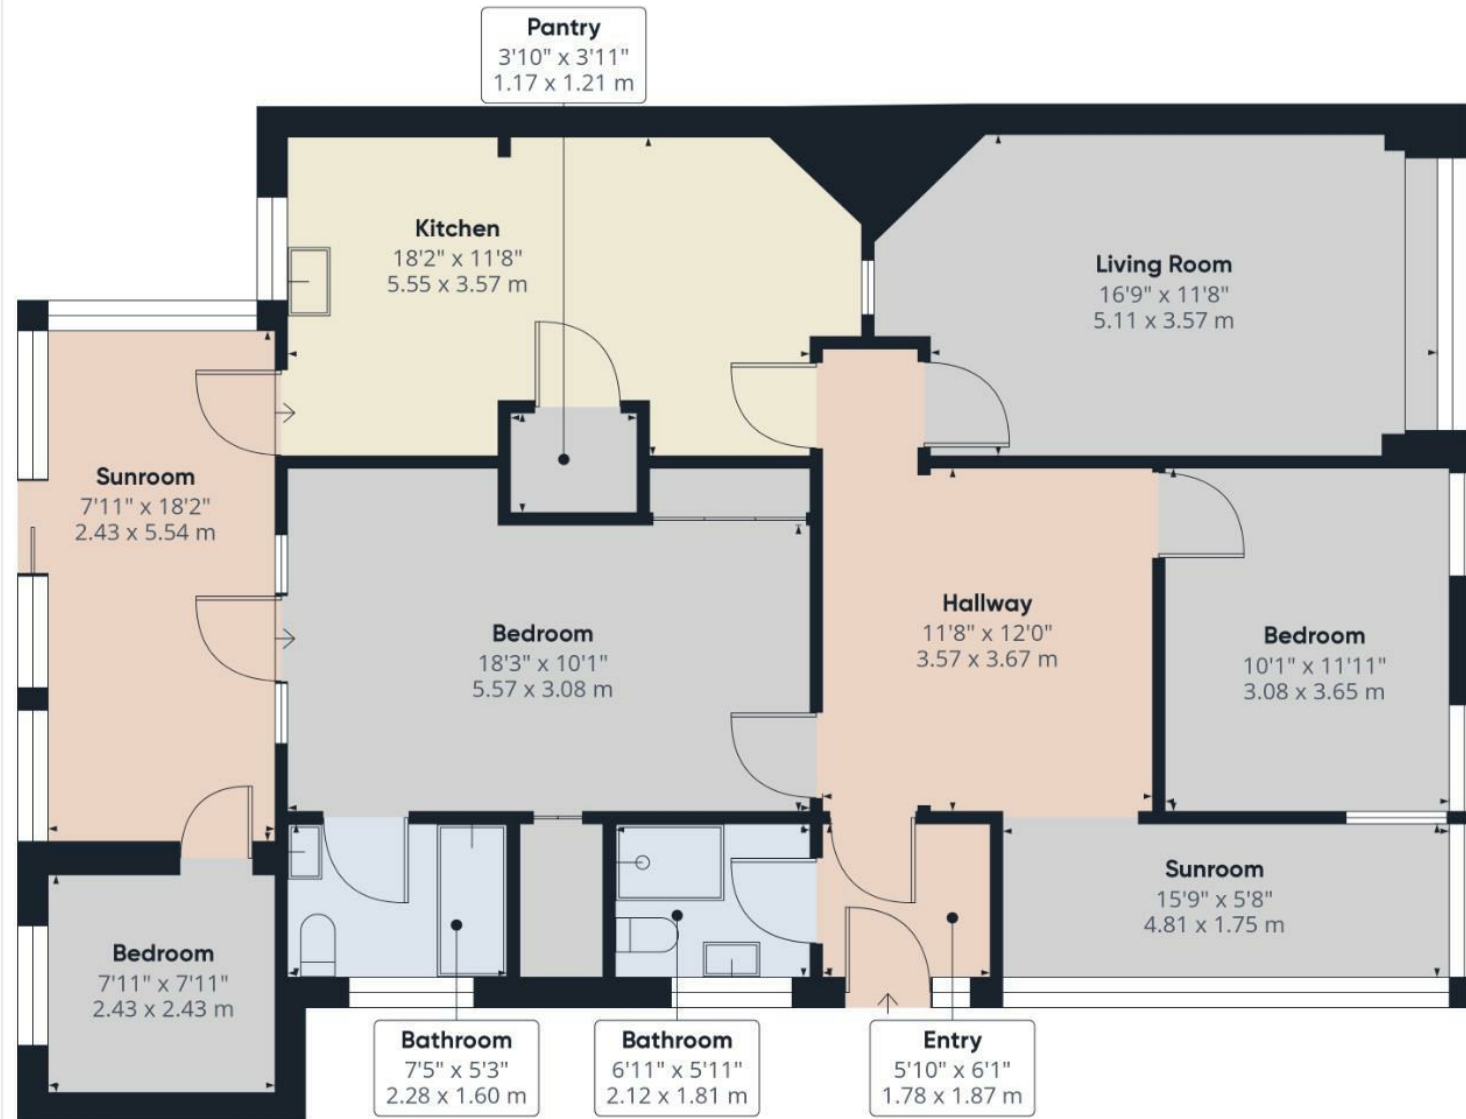 Pantry
3'10" x 3'11"
1.17 x 1.21 m
Kitchen
18'2" x 11'8"
5.55 x 3.57 m
Living Room
16'9" x 11'8"
5.11 x 3.57 m
Sunroom
7'11" x 18'2"
2.43 x 5.54 m
Bedroom
18'3" x 10'1"
5.57 x 3.08 m
Hallway
11'8" x 12'0"
3.57 x 3.67 m
Bedroom
10'1" x 11'11"
3.08 x 3.65 m
Sunroom
15'9" x 5'8"
4.81 x 1.75 m
Bedroom
7'11" x 7'11"
2.43 x 2.43 m
Bathroom
7'5" x 5'3"
2.28 x 1.60 m
Bathroom
6'11" x 5'11"
2.12 x 1.81 m
Entry
5'10" x 6'1"
1.78 x 1.87 m